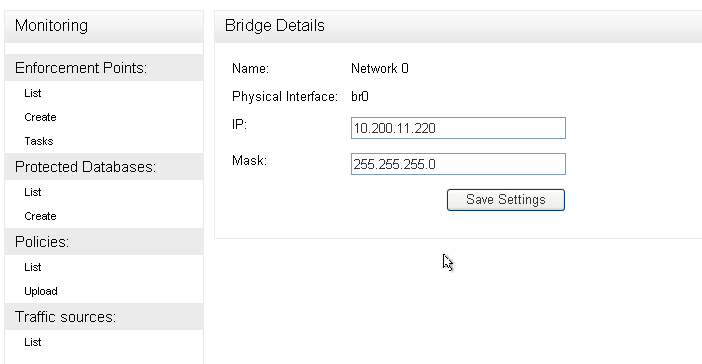 Monitoring
Enforcement Points:
List
Create
Tasks
Protected Databases:
List
Create
Policies:
List
Upload
Traffic sources:
List
Bridge Details
Name: Network 0
Physical Interface: br0
IP: 10.200.11.220
Mask: 255.255.255.0
Save Settings